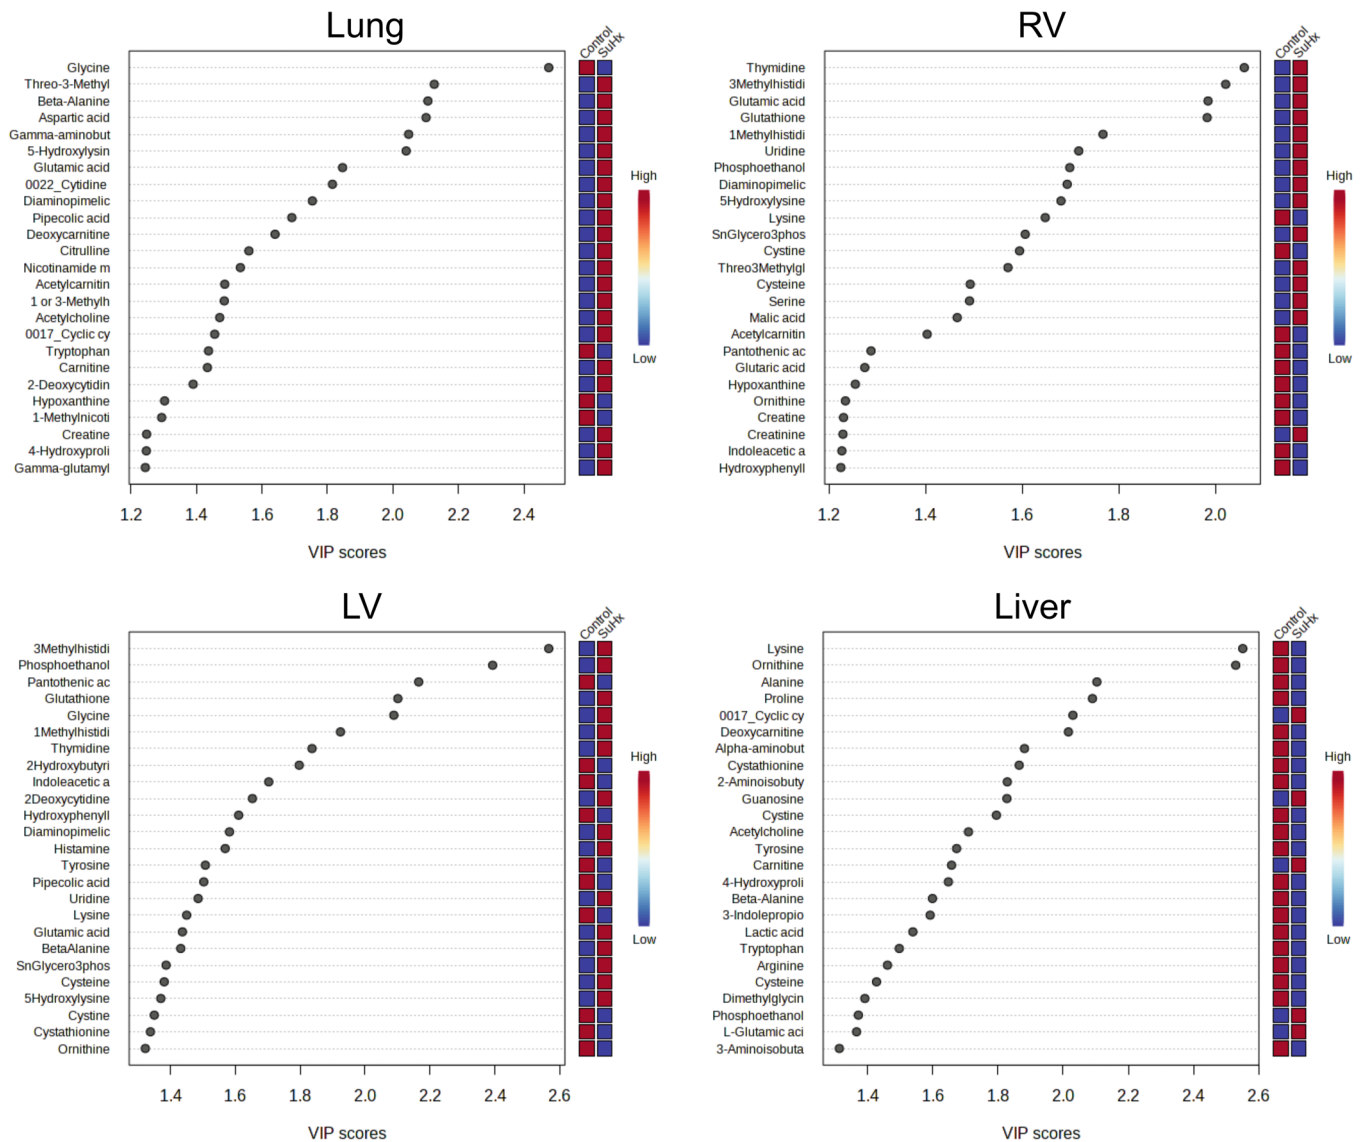 Lung
Control
SuHx
Glycine
Threo-3-Methyl
Beta-Alanine
Aspartic acid
Gamma-aminobut
5-Hydroxylysin
Glutamic acid
0022_Cytidine
Diaminopimelic
Pipecolic acid
Deoxycarnitine
Citrulline
Nicotinamide m
Acetylcarnitin
1 or 3-Methylh
Acetylcholine
0017_Cyclic cy
Tryptophan
Carnitine
2-Deoxycytidin
Hypoxanthine
1-Methylnicoti
Creatine
4-Hydroxyproli
Gamma-glutamyl
High
Low
1.2 1.4 1.6 1.8 2.0 2.2 2.4
VIP scores
RV
Control
SuHx
Thymidine
3Methylhistidi
Glutamic acid
Glutathione
1Methylhistidi
Uridine
Phosphoethanol
Diaminopimelic
5Hydroxylysine
Lysine
SnGlycero3phos
Cystine
Threo3Methylgl
Cysteine
Serine
Malic acid
Acetylcarnitin
Pantothenic ac
Glutaric acid
Hypoxanthine
Ornithine
Creatine
Creatinine
Indoleacetic a
Hydroxyphenyll
High
Low
1.2 1.4 1.6 1.8 2.0
VIP scores
LV
Control
SuHx
3Methylhistidi
Phosphoethanol
Pantothenic ac
Glutathione
Glycine
1Methylhistidi
Thymidine
2Hydroxybutyri
Indoleacetic a
2Deoxycytidine
Hydroxyphenyll
Diaminopimelic
Histamine
Tyrosine
Pipecolic acid
Uridine
Lysine
Glutamic acid
BetaAlanine
SnGlycero3phos
Cysteine
5Hydroxylysine
Cystine
Cystathionine
Ornithine
High
Low
1.4 1.6 1.8 2.0 2.2 2.4 2.6
VIP scores
Liver
Control
SuHx
Lysine
Ornithine
Alanine
Proline
0017_Cyclic cy
Deoxycarnitine
Alpha-aminobut
Cystathionine
2-Aminoisobuty
Guanosine
Cystine
Acetylcholine
Tyrosine
Carnitine
4-Hydroxyproli
Beta-Alanine
3-Indolepropio
Lactic acid
Tryptophan
Arginine
Cysteine
Dimethylglycin
Phosphoethanol
L-Glutamic aci
3-Aminoisobuta
High
Low
1.4 1.6 1.8 2.0 2.2 2.4 2.6
VIP scores